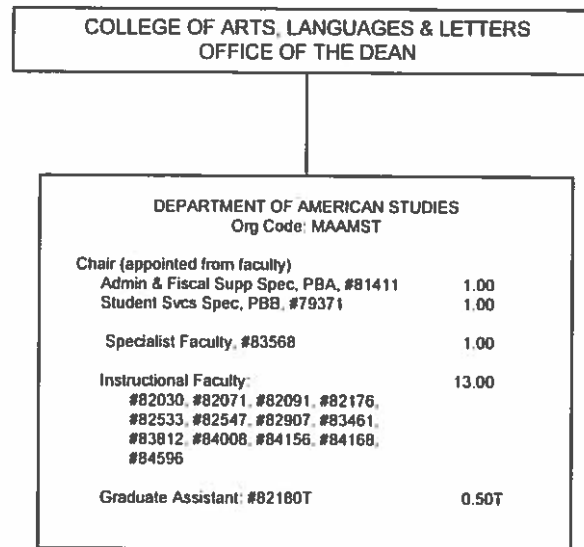 COLLEGE OF ARTS, LANGUAGES & LETTERS
OFFICE OF THE DEAN
DEPARTMENT OF AMERICAN STUDIES
Org Code: MAAMST
Chair (appointed from faculty)
Admin & Fiscal Supp Spec, PBA, #81411 1.00
Student Svcs Spec, PBB, #79371 1.00
Specialist Faculty, #83568 1.00
Instructional Faculty: 13.00
#82030, #82071, #82091, #82176,
#82533, #82547, #82907, #83461,
#83812, #84008, #84156, #84168,
#84596
Graduate Assistant: #82180T 0.50T